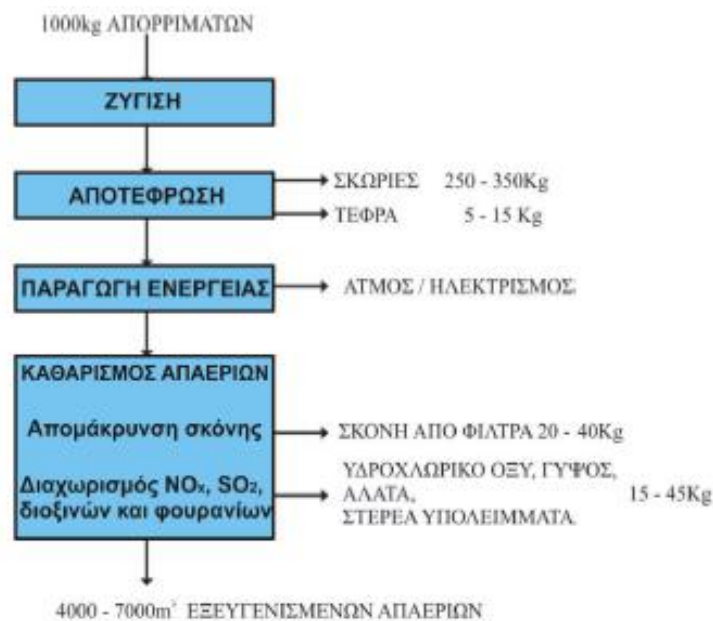 1000kg ΑΠΟΡΡΙΜΑΤΩΝ
ΖΥΓΙΣΗ
ΑΠΟΤΕΦΡΩΣΗ
ΣΚΩΡΙΕΣ 250 - 350Kg
ΤΕΦΡΑ 5 - 15 Kg
ΠΑΡΑΓΩΓΗ ΕΝΕΡΓΕΙΑΣ
ΑΤΜΟΣ / ΗΛΕΚΤΡΙΣΜΟΣ
ΚΑΘΑΡΙΣΜΟΣ ΑΠΑΕΡΙΩΝ
Απομάκρυνση σκόνης
ΣΚΟΝΗ ΑΠΟ ΦΙΛΤΡΑ 20 - 40Kg
Διαχωρισμός NOx, SO2,
διοξινών και φουρανίων
ΥΔΡΟΧΛΩΡΙΚΟ ΟΞΥ, ΓΥΨΟΣ,
ΑΛΑΤΑ, 15 - 45Kg
ΣΤΕΡΕΑ ΥΠΟΛΕΙΜΜΑΤΑ
4000 - 7000m³ ΕΞΕΥΓΕΝΙΣΜΕΝΩΝ ΑΠΑΕΡΙΩΝ